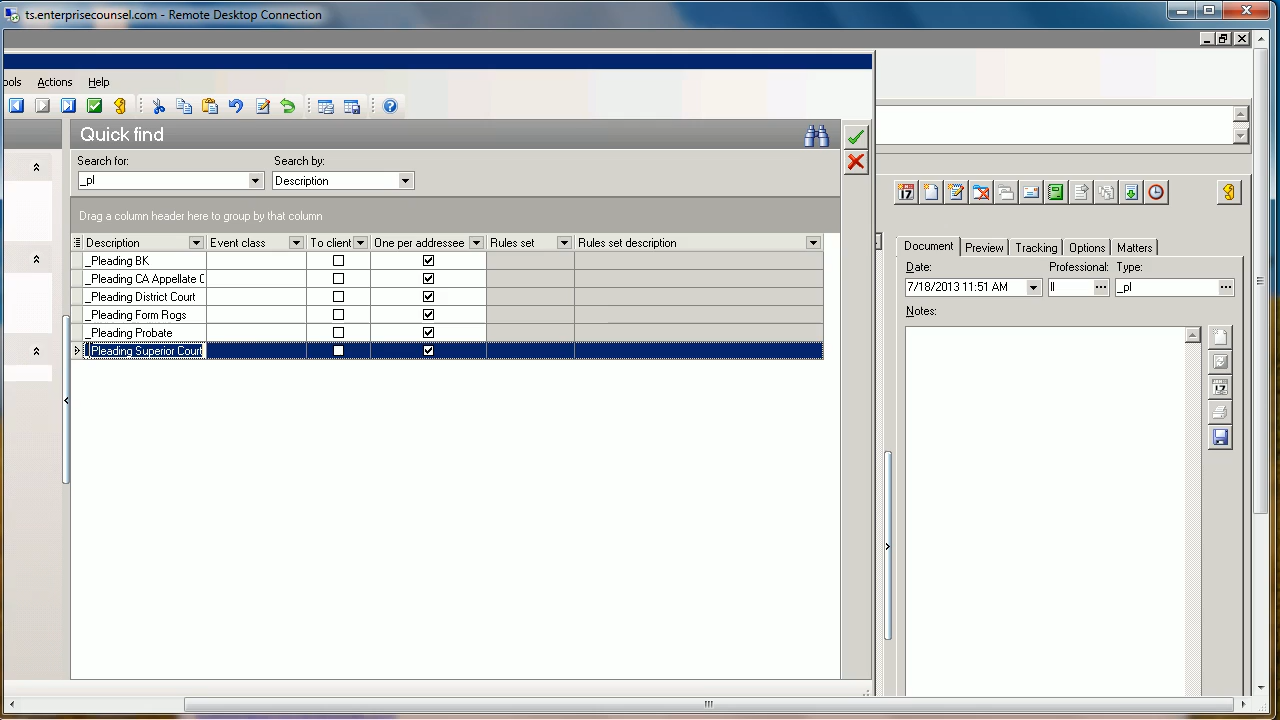 ts.enterprisecounsel.com - Remote Desktop Connection
ols Actions Help
Quick find
Search for: Search by:
_pl Description
Drag a column header here to group by that column
Description Event class To client One per addressee Rules set Rules set description
_Pleading BK
_Pleading CA Appellate C
_Pleading District Court
_Pleading Form Rogs
_Pleading Probate
_Pleading Superior Court
17
Document Preview Tracking Options Matters
Date: Professional: Type:
7/18/2013 11:51 AM ll _pl
Notes:
17